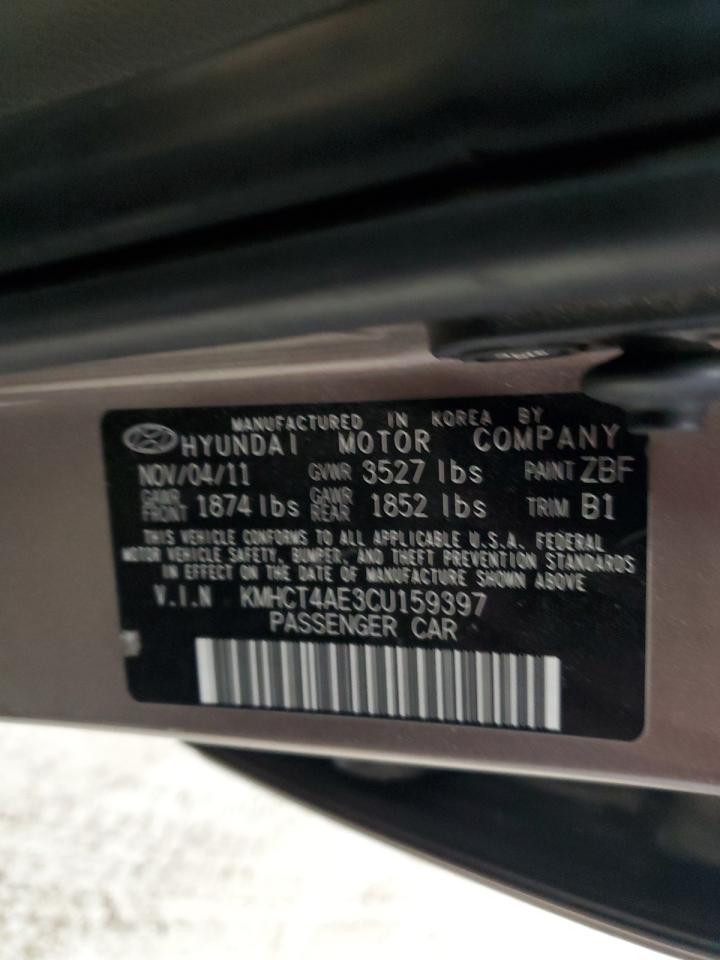 MANUFACTURED IN KOREA BY
HYUNDAI MOTOR COMPANY
NOV/04/11 GVWR 3527 lbs PAINT ZBF
GAWR FRONT 1874 lbs GAWR REAR 1852 lbs TRIM B1
THIS VEHICLE CONFORMS TO ALL APPLICABLE U.S.A. FEDERAL
MOTOR VEHICLE SAFETY, BUMPER, AND THEFT PREVENTION STANDARDS
IN EFFECT ON THE DATE OF MANUFACTURE SHOWN ABOVE
V.I.N KMHCT4AE3CU159397
PASSENGER CAR